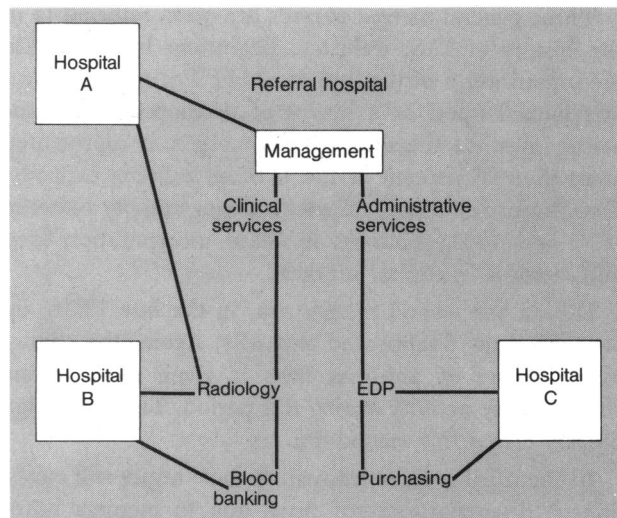 Hospital
A
Referral hospital
Management
Clinical
services
Administrative
services
Hospital
B
Radiology
EDP
Hospital
C
Blood
banking
Purchasing